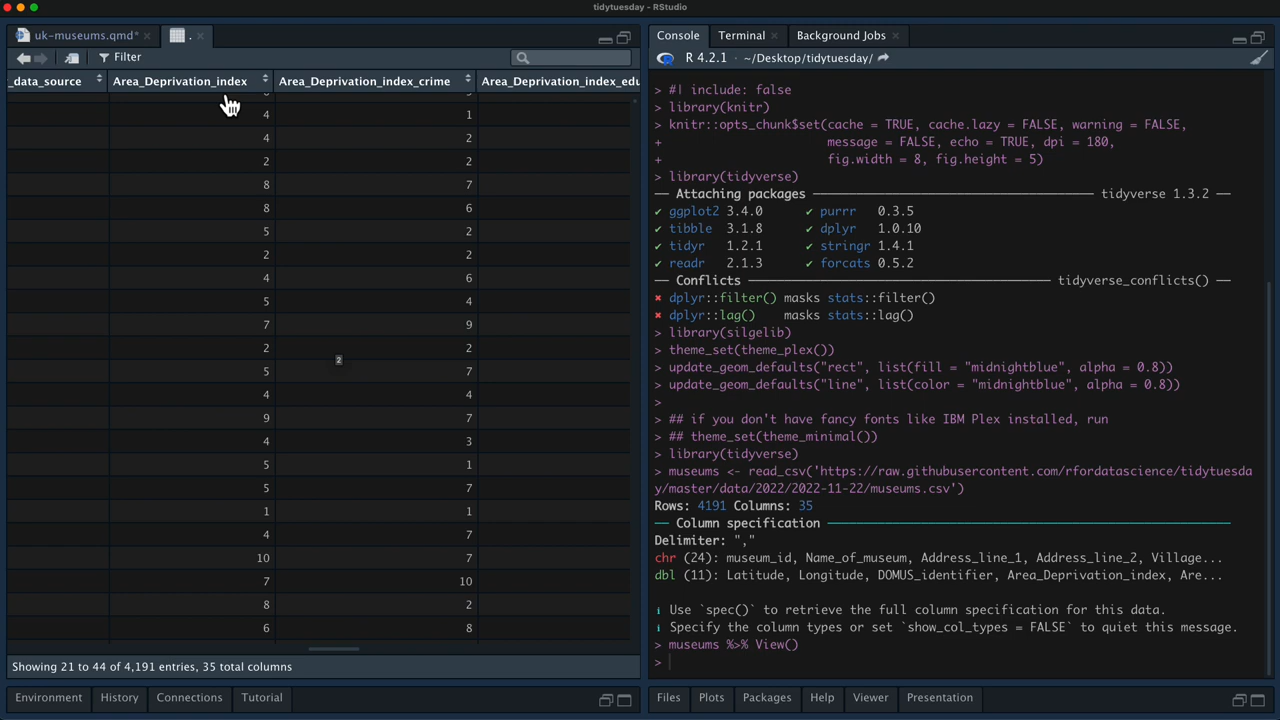 tidytuesday - RStudio
uk-museums.qmd* ×
. ×
Filter
_data_source Area_Deprivation_index Area_Deprivation_index_crime Area_Deprivation_index_edu
4 1
4 2
2 2
8 7
8 6
5 2
2 2
4 6
5 4
7 9
2 2
2
5 7
4 4
9 7
4 3
5 1
5 7
1 1
4 7
10 7
7 10
8 2
6 8
Showing 21 to 44 of 4,191 entries, 35 total columns
Environment History Connections Tutorial
Console Terminal × Background Jobs ×
R 4.2.1 · ~/Desktop/tidytuesday/
> #| include: false
> library(knitr)
> knitr::opts_chunk$set(cache = TRUE, cache.lazy = FALSE, warning = FALSE,
+ message = FALSE, echo = TRUE, dpi = 180,
+ fig.width = 8, fig.height = 5)
> library(tidyverse)
── Attaching packages ── tidyverse 1.3.2 ──
✔ ggplot2 3.4.0 ✔ purrr 0.3.5
✔ tibble 3.1.8 ✔ dplyr 1.0.10
✔ tidyr 1.2.1 ✔ stringr 1.4.1
✔ readr 2.1.3 ✔ forcats 0.5.2
── Conflicts ── tidyverse_conflicts() ──
✖ dplyr::filter() masks stats::filter()
✖ dplyr::lag() masks stats::lag()
> library(silgelib)
> theme_set(theme_plex())
> update_geom_defaults("rect", list(fill = "midnightblue", alpha = 0.8))
> update_geom_defaults("line", list(color = "midnightblue", alpha = 0.8))
>
> ## if you don't have fancy fonts like IBM Plex installed, run
> ## theme_set(theme_minimal())
> library(tidyverse)
> museums <- read_csv('https://raw.githubusercontent.com/rfordatascience/tidytuesda
y/master/data/2022/2022-11-22/museums.csv')
Rows: 4191 Columns: 35
── Column specification ──
Delimiter: ","
chr (24): museum_id, Name_of_museum, Address_line_1, Address_line_2, Village...
dbl (11): Latitude, Longitude, DOMUS_identifier, Area_Deprivation_index, Are...
ℹ Use `spec()` to retrieve the full column specification for this data.
ℹ Specify the column types or set `show_col_types = FALSE` to quiet this message.
> museums %>% View()
>
Files Plots Packages Help Viewer Presentation